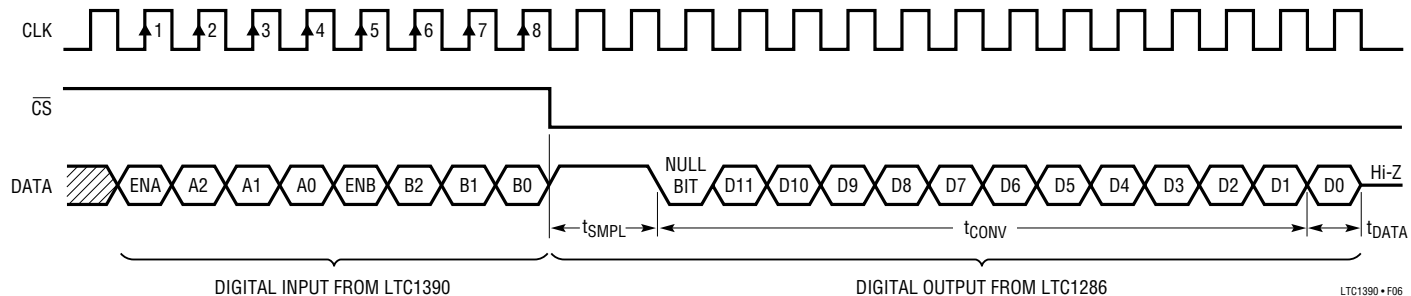 CLK 1 2 3 4 5 6 7 8
CS
DATA ENA A2 A1 A0 ENB B2 B1 B0 NULL BIT D11 D10 D9 D8 D7 D6 D5 D4 D3 D2 D1 D0 Hi-Z
tSMPL tCONV tDATA
DIGITAL INPUT FROM LTC1390 DIGITAL OUTPUT FROM LTC1286
LTC1390 • F06